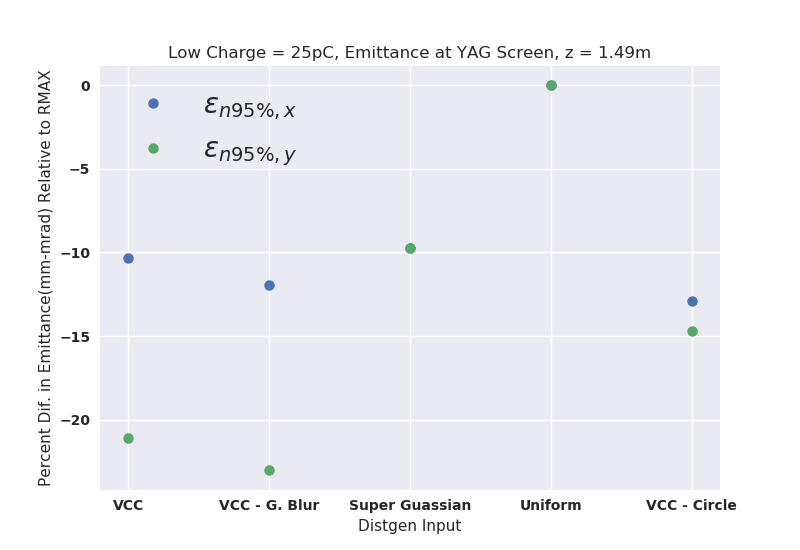 Low Charge = 25pC, Emittance at YAG Screen, z = 1.49m
Percent Dif. in Emittance(mm-mrad) Relative to RMAX
0
−5
−10
−15
−20
ε_{n95%,x}
ε_{n95%,y}
VCC
VCC - G. Blur
Super Guassian
Uniform
VCC - Circle
Distgen Input